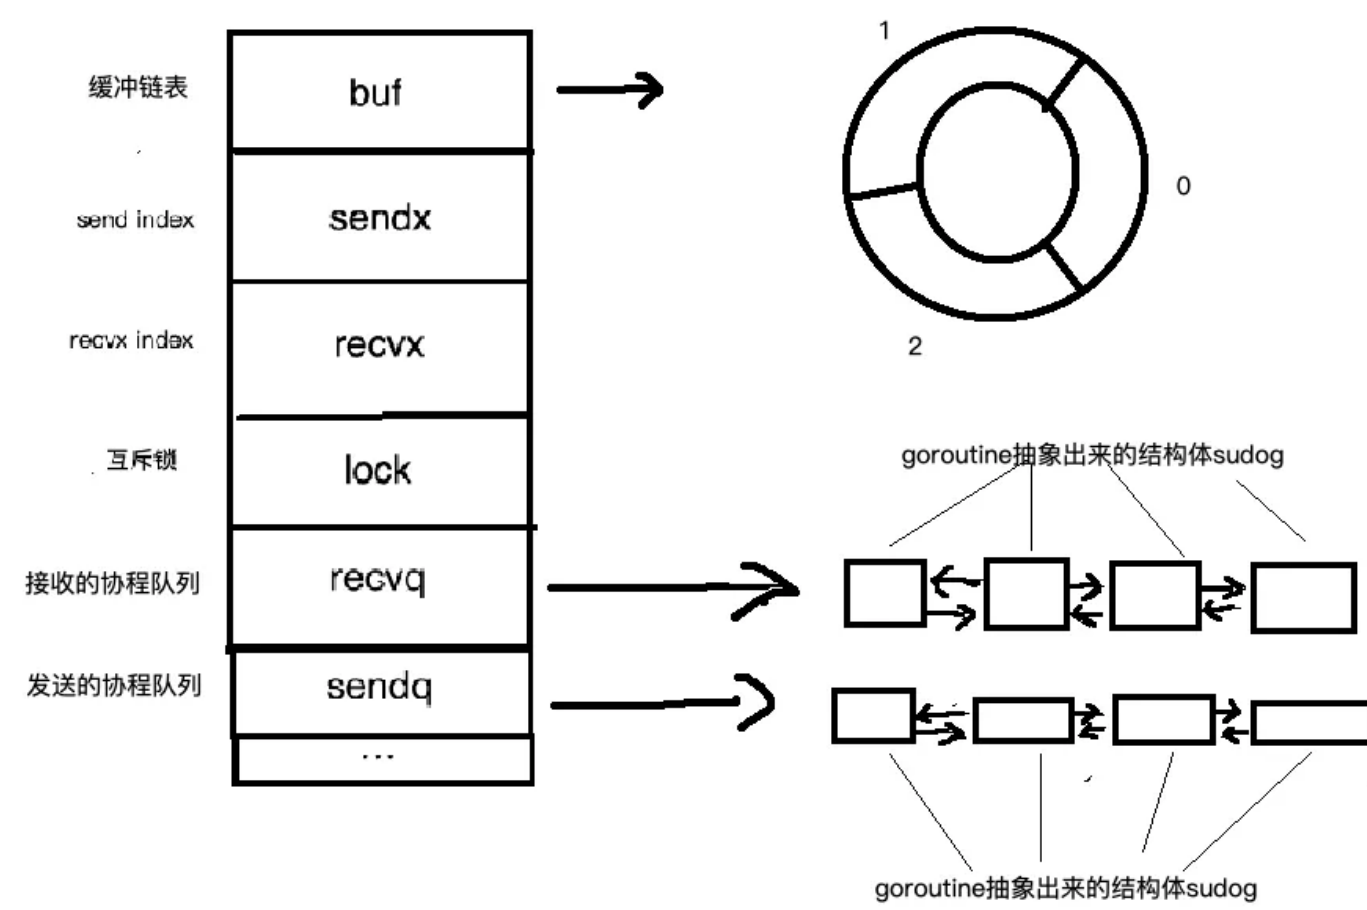 缓冲链表
buf
send index
sendx
recvx index
recvx
互斥锁
lock
接收的协程队列
recvq
发送的协程队列
sendq
...
1
0
2
goroutine抽象出来的结构体sudog
goroutine抽象出来的结构体sudog